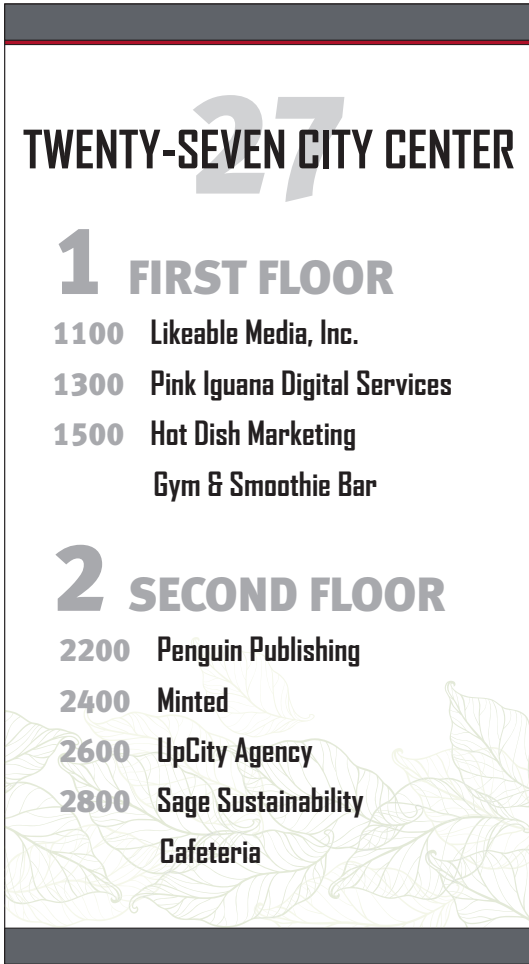 27
TWENTY-SEVEN CITY CENTER
1 FIRST FLOOR
1100 Likeable Media, Inc.
1300 Pink Iguana Digital Services
1500 Hot Dish Marketing
Gym & Smoothie Bar
2 SECOND FLOOR
2200 Penguin Publishing
2400 Minted
2600 UpCity Agency
2800 Sage Sustainability
Cafeteria